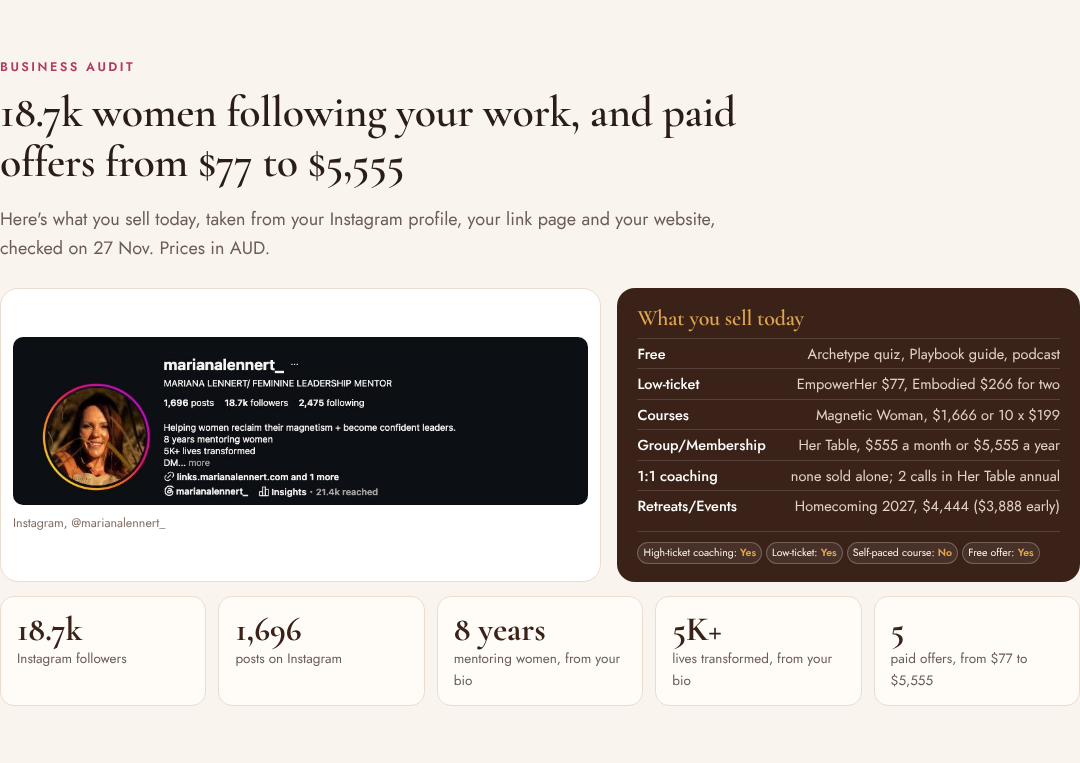 BUSINESS AUDIT
18.7k women following your work, and paid
offers from $77 to $5,555
Here's what you sell today, taken from your Instagram profile, your link page and your website,
checked on 27 Nov. Prices in AUD.
marianalennert_ ...
MARIANA LENNERT/ FEMININE LEADERSHIP MENTOR
1,696 posts 18.7k followers 2,475 following
Helping women reclaim their magnetism + become confident leaders.
8 years mentoring women
5K+ lives transformed
DM... more
links.marianalennert.com and 1 more
marianalennert_ Insights · 21.4k reached
Instagram, @marianalennert_
What you sell today
Free Archetype quiz, Playbook guide, podcast
Low-ticket EmpowerHer $77, Embodied $266 for two
Courses Magnetic Woman, $1,666 or 10 x $199
Group/Membership Her Table, $555 a month or $5,555 a year
1:1 coaching none sold alone; 2 calls in Her Table annual
Retreats/Events Homecoming 2027, $4,444 ($3,888 early)
High-ticket coaching: Yes Low-ticket: Yes Self-paced course: No Free offer: Yes
18.7k
Instagram followers
1,696
posts on Instagram
8 years
mentoring women, from your
bio
5K+
lives transformed, from your
bio
5
paid offers, from $77 to
$5,555